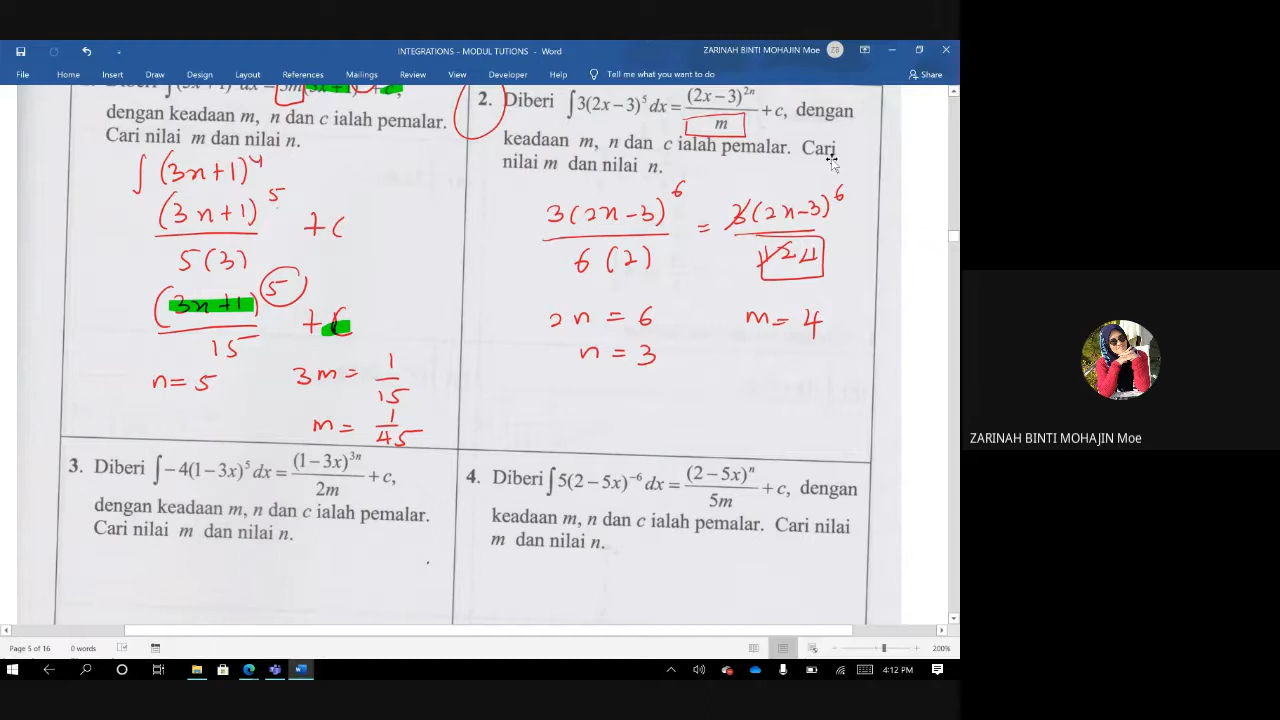 INTEGRATIONS - MODUL TUTIONS - Word
ZARINAH BINTI MOHAJIN Moe
ZB
File Home Insert Draw Design Layout References Mailings Review View Developer Help Tell me what you want to do Share
dengan keadaan m, n dan c ialah pemalar.
Cari nilai m dan nilai n.
∫ (3x+1)^4
(3x+1)^5 / 5(3) + c
(3x+1)^5 / 15 + c
n = 5
3m = 1/15
m = 1/45
2. Diberi ∫3(2x−3)^5 dx = (2x−3)^2n / m + c, dengan
keadaan m, n dan c ialah pemalar. Cari
nilai m dan nilai n.
3(2x-3)^6 / 6(2) = 3(2x-3)^6 / 12 4
2n = 6
n = 3
m = 4
3. Diberi ∫−4(1−3x)^5 dx = (1−3x)^3n / 2m + c,
dengan keadaan m, n dan c ialah pemalar.
Cari nilai m dan nilai n.
4. Diberi ∫5(2−5x)^−6 dx = (2−5x)^n / 5m + c, dengan
keadaan m, n dan c ialah pemalar. Cari nilai
m dan nilai n.
ZARINAH BINTI MOHAJIN Moe
Page 5 of 16 0 words
200%
4:12 PM